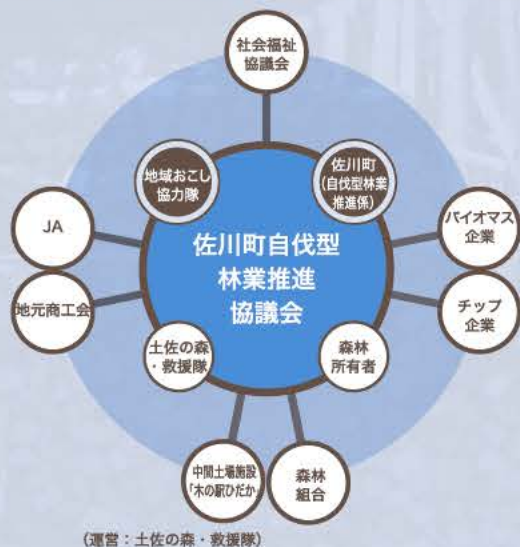 社会福祉
協議会
地域おこし
協力隊
佐川町
(自伐型林業
推進係)
JA
バイオマス
企業
佐川町自伐型
林業推進
協議会
地元商工会
チップ
企業
土佐の森
・救援隊
森林
所有者
中間土場施設
「木の駅ひだか」
森林
組合
(運営：土佐の森・救援隊)